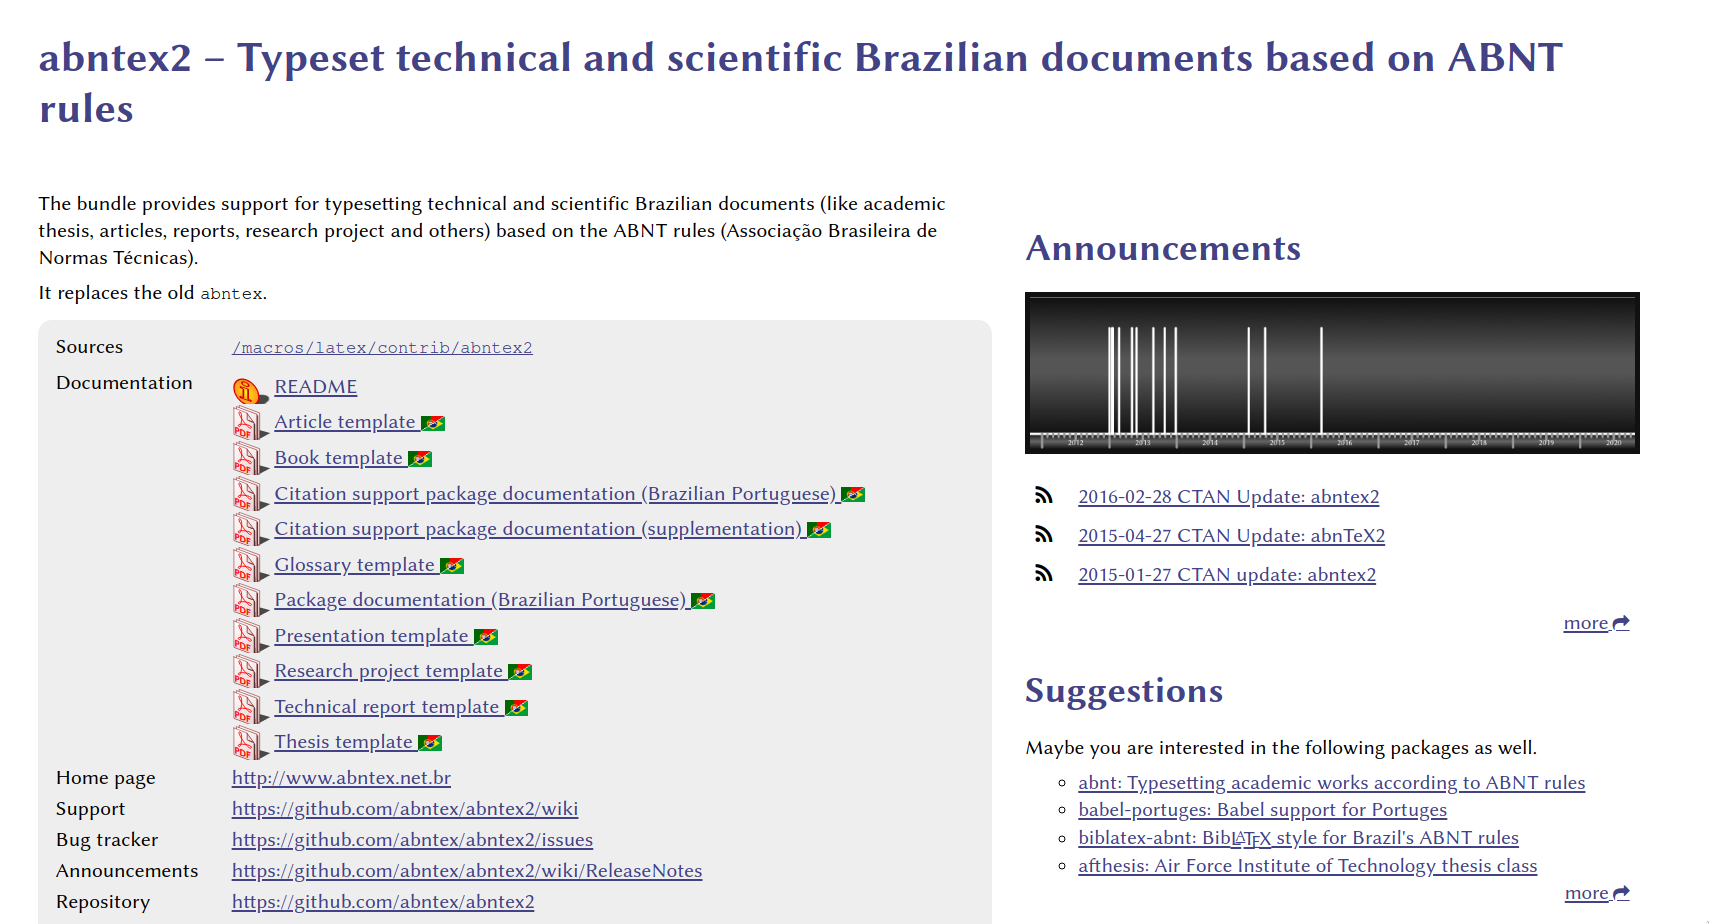 abntex2 – Typeset technical and scientific Brazilian documents based on ABNT
rules
The bundle provides support for typesetting technical and scientific Brazilian documents (like academic
thesis, articles, reports, research project and others) based on the ABNT rules (Associação Brasileira de
Normas Técnicas).
It replaces the old abntex.
Sources /macros/latex/contrib/abntex2
Documentation
README
PDF Article template
PDF Book template
PDF Citation support package documentation (Brazilian Portuguese)
PDF Citation support package documentation (supplementation)
PDF Glossary template
PDF Package documentation (Brazilian Portuguese)
PDF Presentation template
PDF Research project template
PDF Technical report template
PDF Thesis template
Home page http://www.abntex.net.br
Support https://github.com/abntex/abntex2/wiki
Bug tracker https://github.com/abntex/abntex2/issues
Announcements https://github.com/abntex/abntex2/wiki/ReleaseNotes
Repository https://github.com/abntex/abntex2
Announcements
2012 2013 2014 2015 2016 2017 2018 2019 2020
2016-02-28 CTAN Update: abntex2
2015-04-27 CTAN Update: abnTeX2
2015-01-27 CTAN update: abntex2
more
Suggestions
Maybe you are interested in the following packages as well.
abnt: Typesetting academic works according to ABNT rules
babel-portuges: Babel support for Portuges
biblatex-abnt: BibLATEX style for Brazil's ABNT rules
afthesis: Air Force Institute of Technology thesis class
more